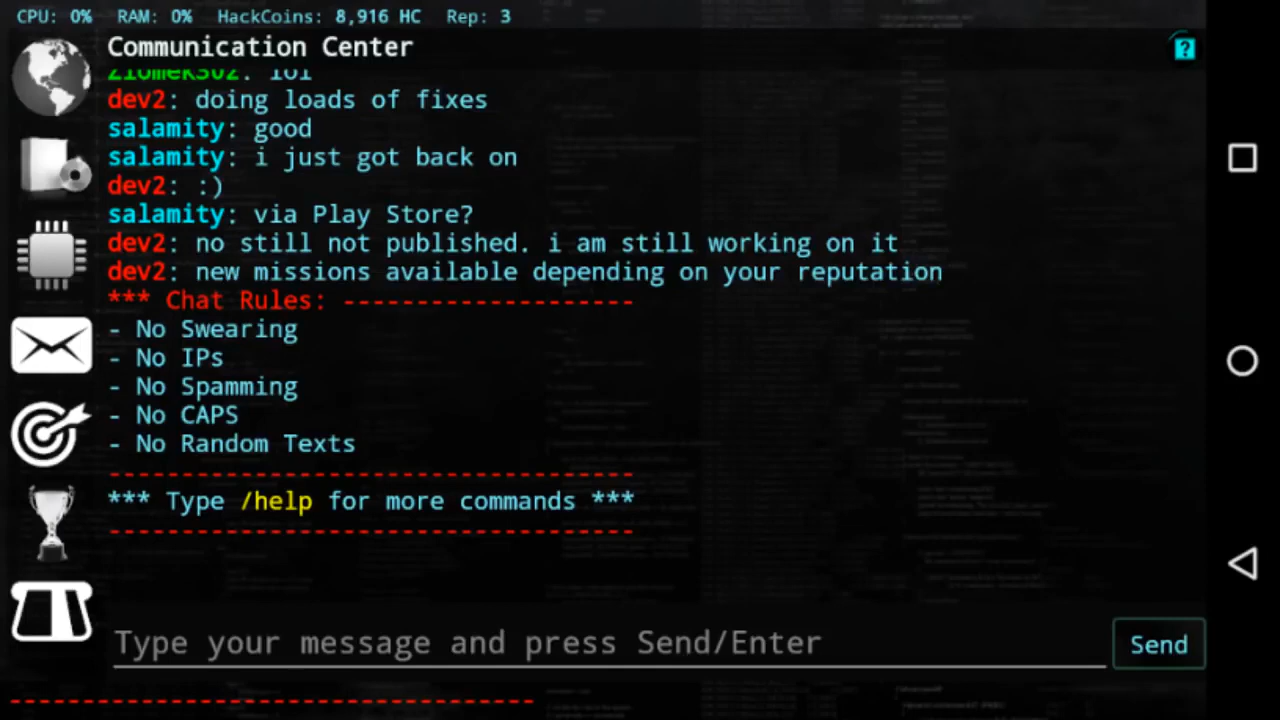 CPU: 0% RAM: 0% HackCoins: 8,916 HC Rep: 3
Communication Center
?
lol
dev2: doing loads of fixes
salamity: good
salamity: i just got back on
dev2: :)
salamity: via Play Store?
dev2: no still not published. i am still working on it
dev2: new missions available depending on your reputation
*** Chat Rules: --------------------
- No Swearing
- No IPs
- No Spamming
- No CAPS
- No Random Texts
------------------------------------
*** Type /help for more commands ***
------------------------------------
Type your message and press Send/Enter
Send
------------------------------------